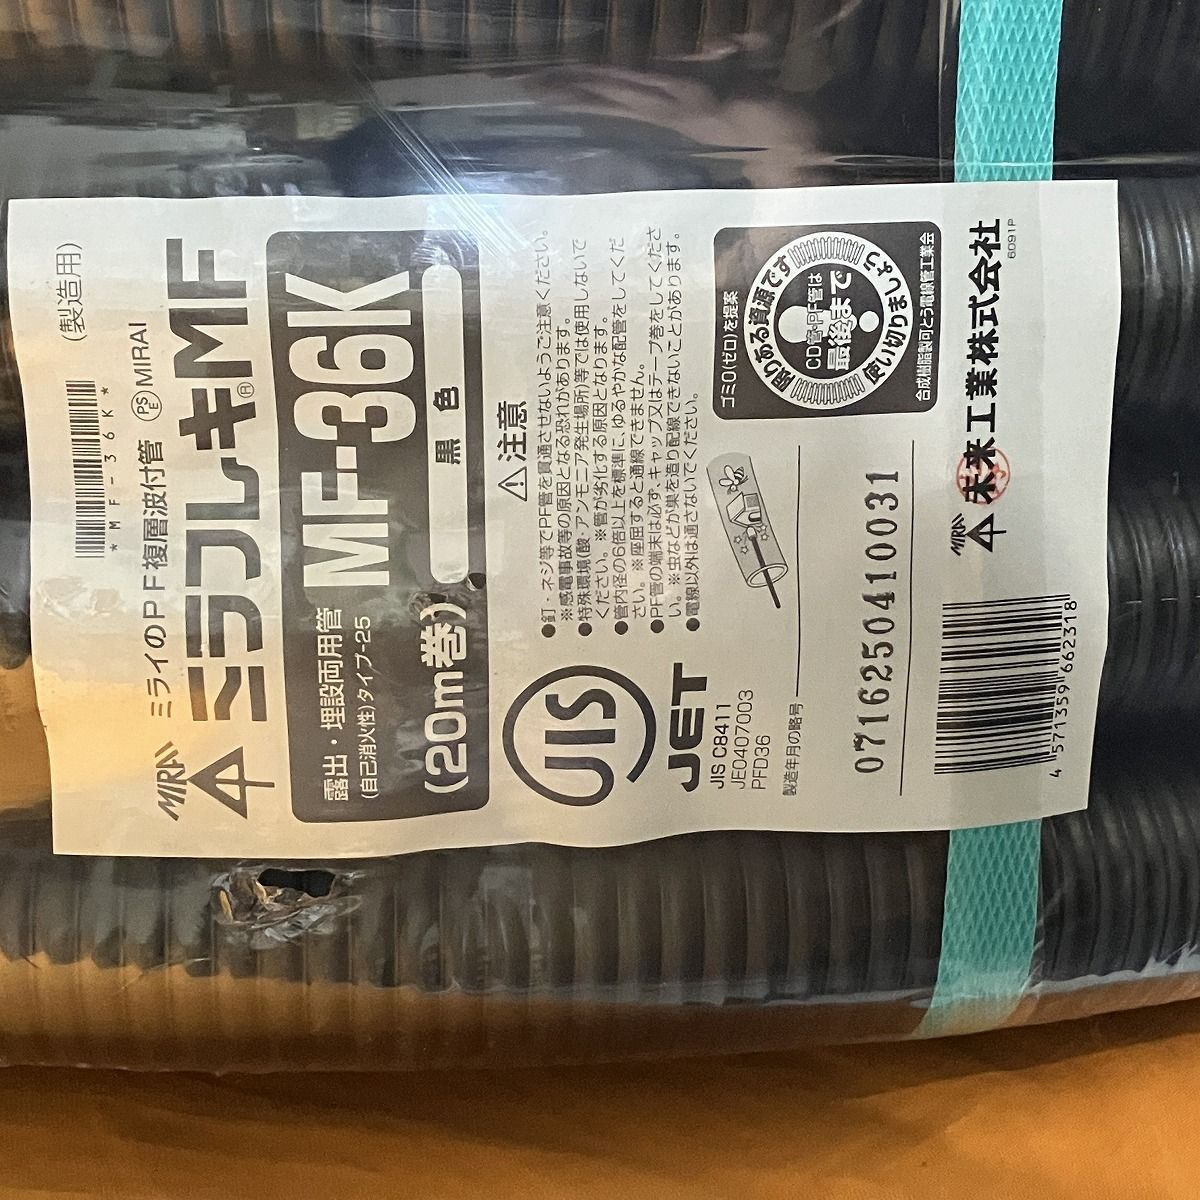 *MF-36K*
(製造用)
ミライのPF複層波付管
PS
E
MIRAI
MIRAI
ミラフレキMF®
露出・埋設両用管
(自己消火性)タイプ-25
MF-36K
(20m巻)
黒色
⚠注意
●釘・ネジ等でPF管を貫通させないようご注意ください。
※感電事故等の原因となる恐れがあります。
●特殊環境(酸・アンモニア発生場所)等では使用しないで
ください。※管が劣化する原因となります。
●管内径の6倍以上を標準に、ゆるやかな配管をしてくだ
さい。※座屈すると通線できません。
●PF管の端末は必ず、キャップ又はテープ巻をしてくださ
い。※虫などが巣を造り配線できないことがあります。
●電線以外は通さないでください。
JIS
JET
JIS C8411
JE0407003
PFD36
製造年月の略号
0716250410031
ゴミ0(ゼロ)を提案
限りある資源です
CD管・PF管は
最後まで
使い切りましょう
合成樹脂製可とう電線管工業会
4571359662318
MIRAI
未来工業株式会社
6D91P